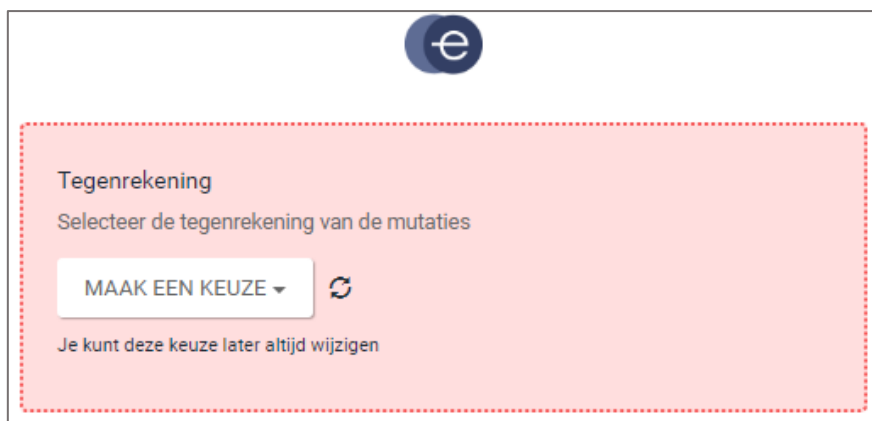 e
Tegenrekening
Selecteer de tegenrekening van de mutaties
MAAK EEN KEUZE
Je kunt deze keuze later altijd wijzigen